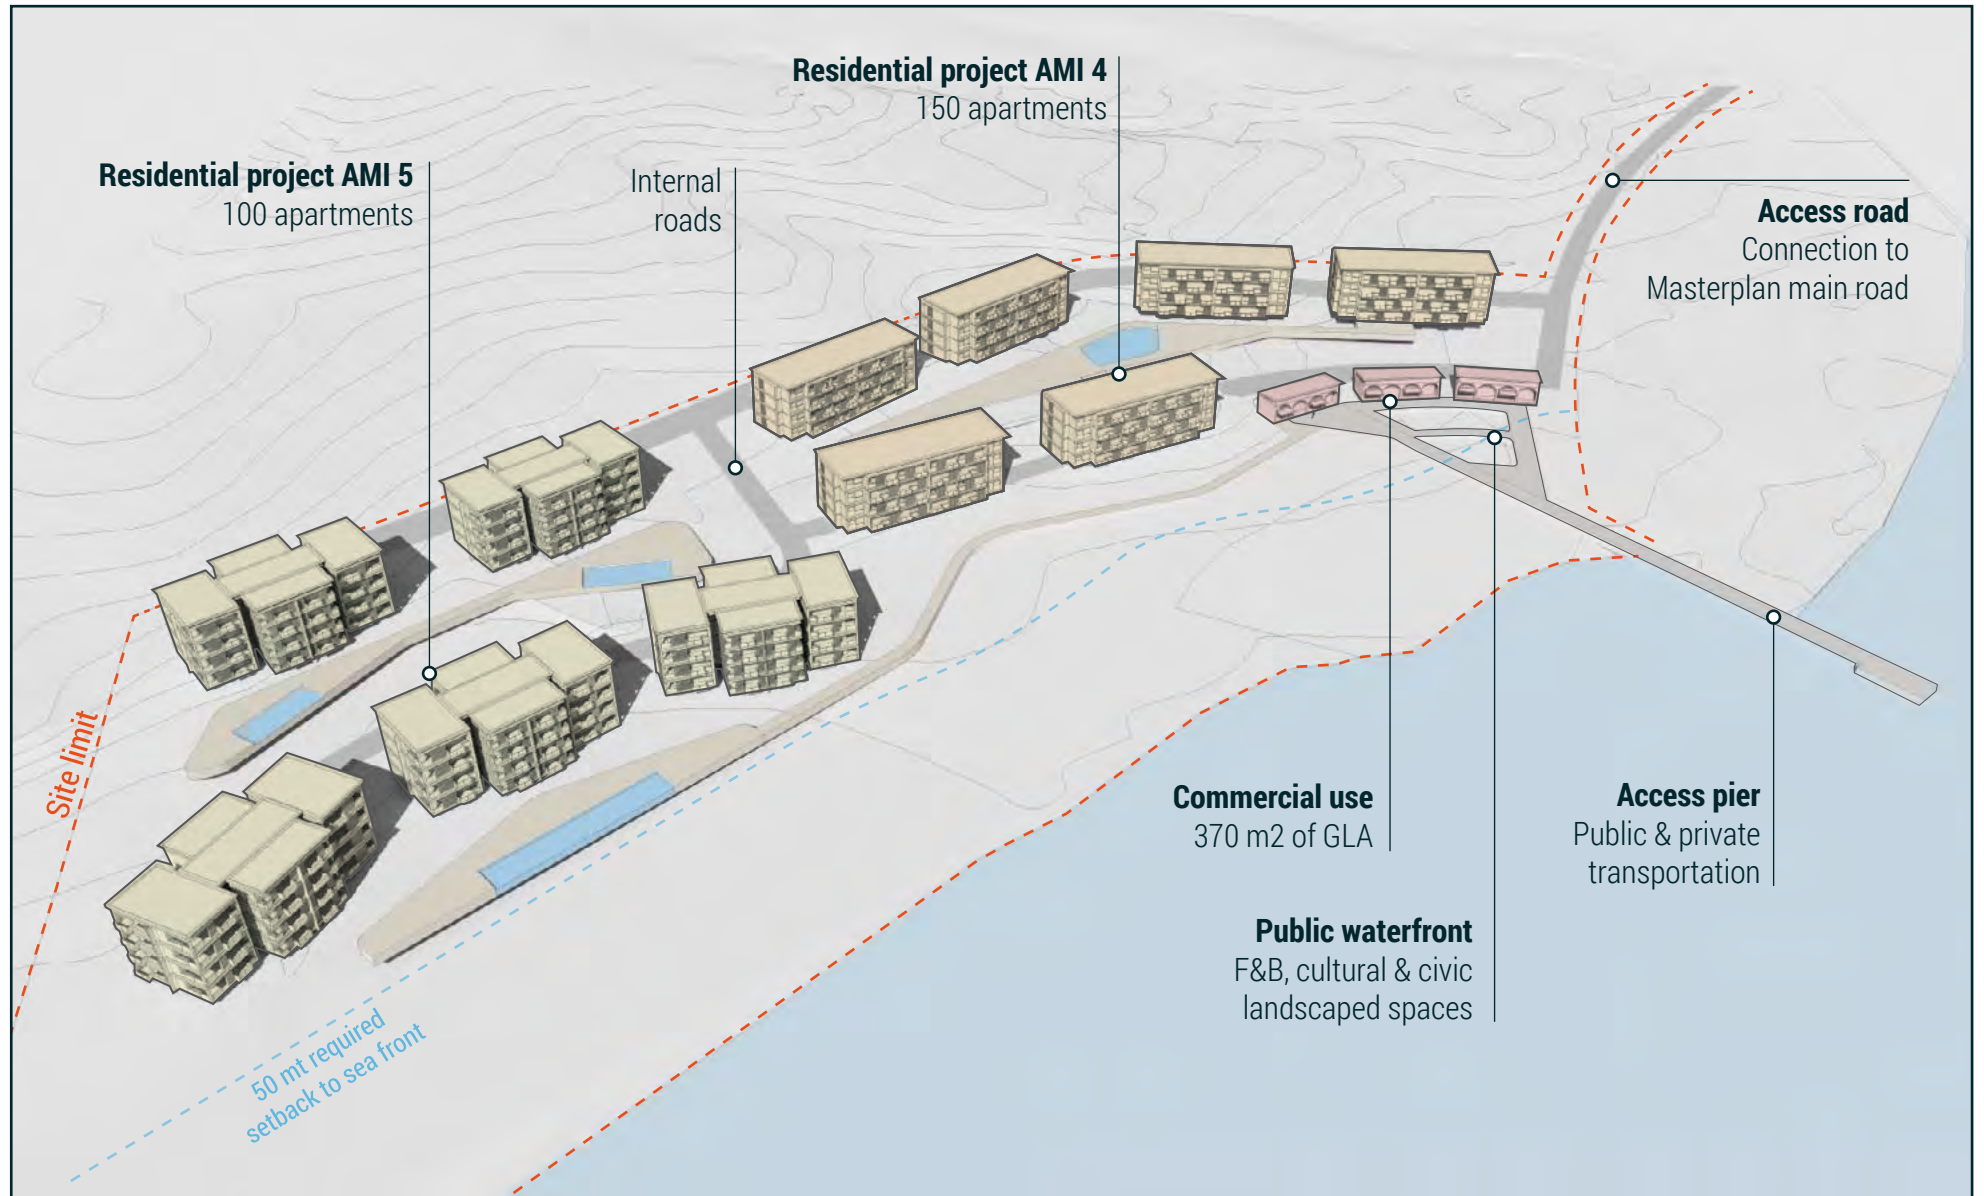 Residential project AMI 4
150 apartments
Residential project AMI 5
100 apartments
Internal
roads
Access road
Connection to
Masterplan main road
Site limit
Commercial use
370 m2 of GLA
Access pier
Public & private
transportation
Public waterfront
F&B, cultural & civic
landscaped spaces
50 mt required
setback to sea front